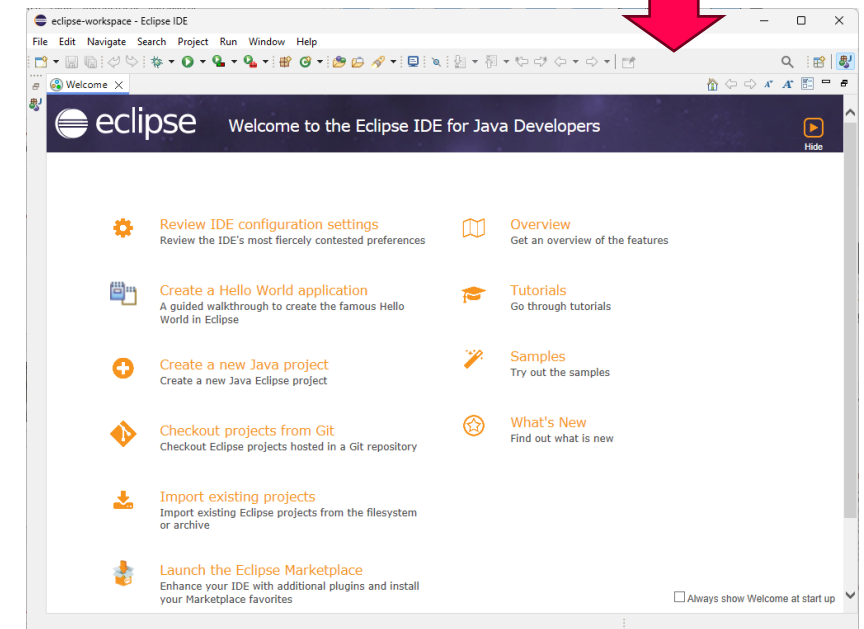 eclipse-workspace - Eclipse IDE
File Edit Navigate Search Project Run Window Help
Welcome
eclipse Welcome to the Eclipse IDE for Java Developers
Hide
Review IDE configuration settings
Review the IDE's most fiercely contested preferences
Overview
Get an overview of the features
Create a Hello World application
A guided walkthrough to create the famous Hello
World in Eclipse
Tutorials
Go through tutorials
Create a new Java project
Create a new Java Eclipse project
Samples
Try out the samples
Checkout projects from Git
Checkout Eclipse projects hosted in a Git repository
What's New
Find out what is new
Import existing projects
Import existing Eclipse projects from the filesystem
or archive
Launch the Eclipse Marketplace
Enhance your IDE with additional plugins and install
your Marketplace favorites
Always show Welcome at start up